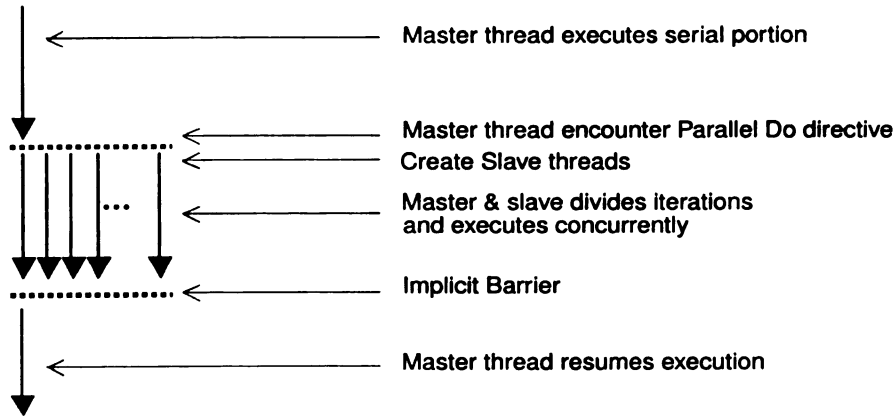 Master thread executes serial portion
Master thread encounter Parallel Do directive
Create Slave threads
Master & slave divides iterations
and executes concurrently
Implicit Barrier
Master thread resumes execution